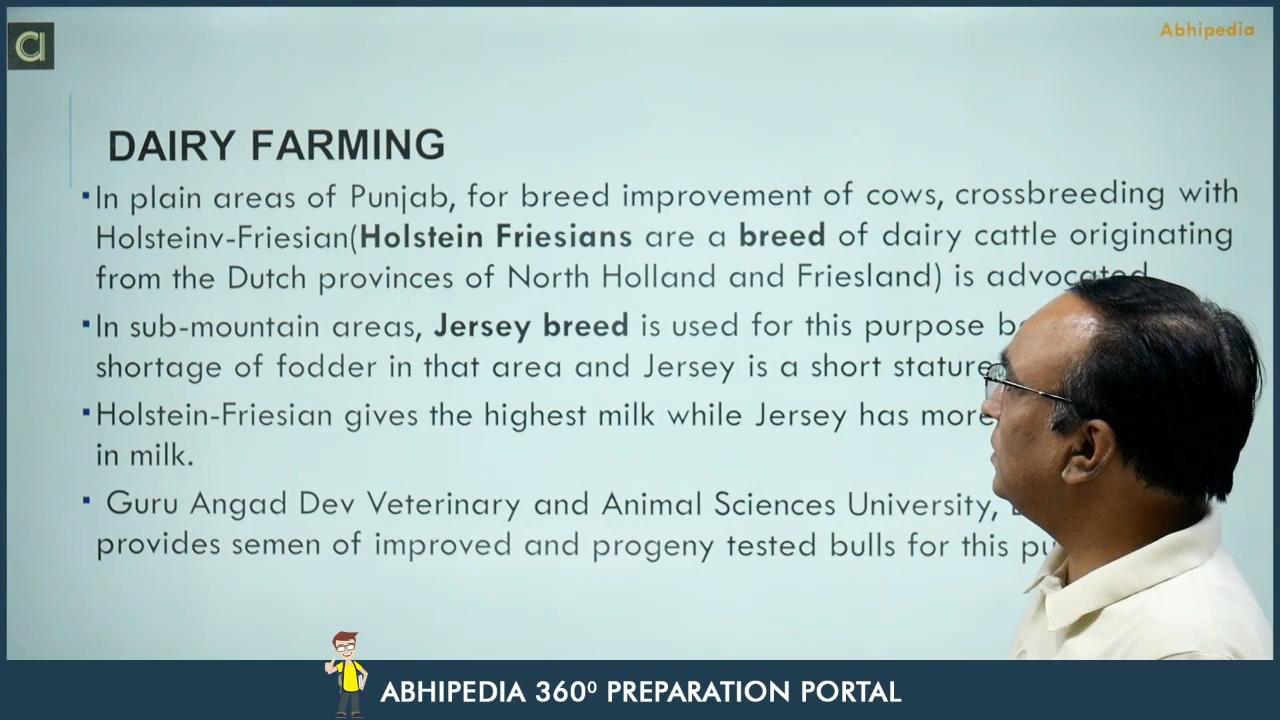 Abhipedia
DAIRY FARMING
▪In plain areas of Punjab, for breed improvement of cows, crossbreeding with
Holsteinv-Friesian(Holstein Friesians are a breed of dairy cattle originating
from the Dutch provinces of North Holland and Friesland) is advocated
▪In sub-mountain areas, Jersey breed is used for this purpose
shortage of fodder in that area and Jersey is a short stature
▪Holstein-Friesian gives the highest milk while Jersey has more
in milk.
▪ Guru Angad Dev Veterinary and Animal Sciences University,
provides semen of improved and progeny tested bulls for this
ABHIPEDIA 360⁰ PREPARATION PORTAL